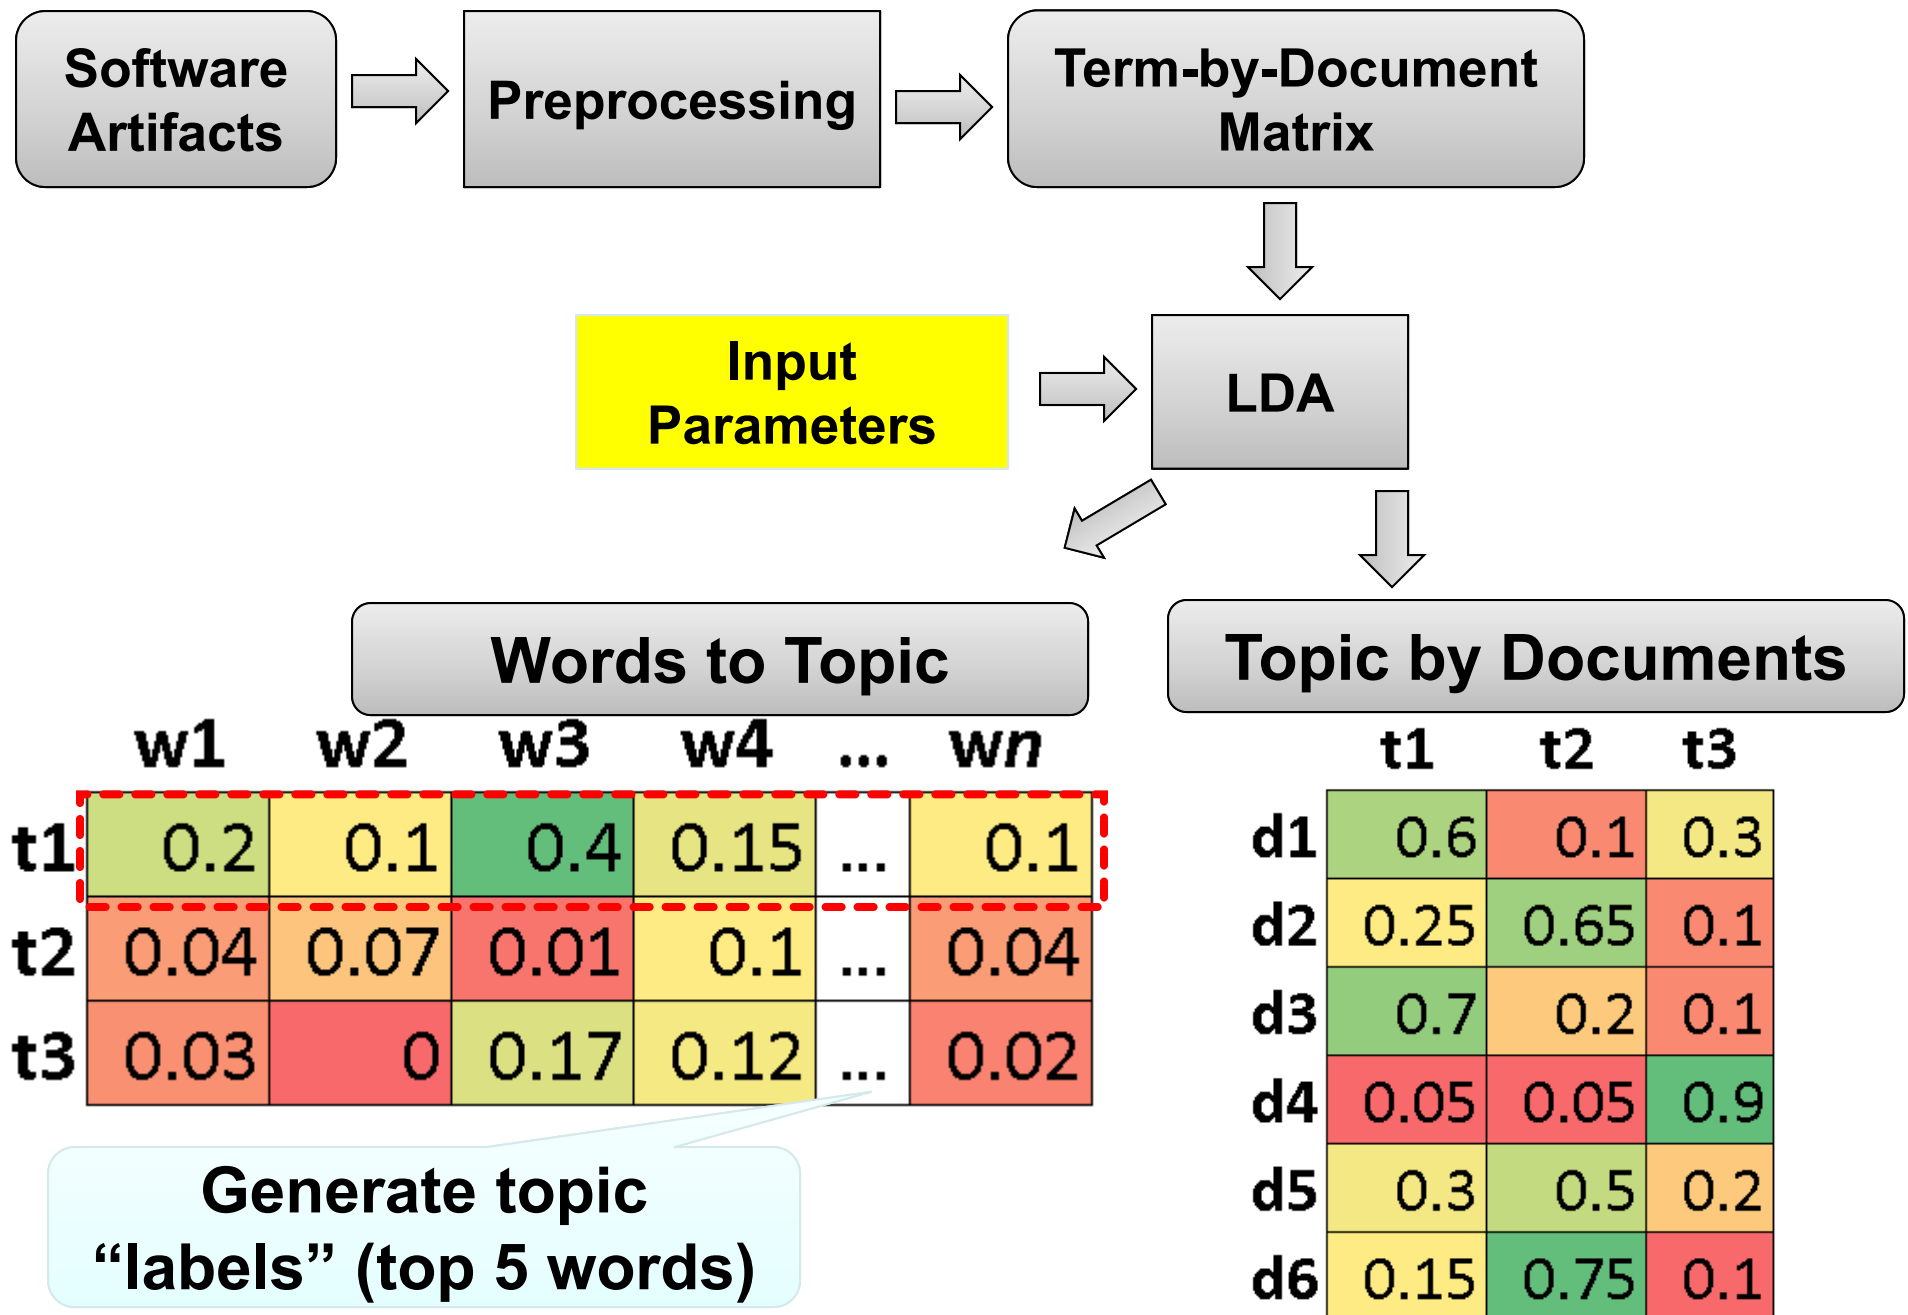 Software
Artifacts
Preprocessing
Term-by-Document
Matrix
Input
Parameters
LDA
Words to Topic
w1 w2 w3 w4 ... wn
t1 0.2 0.1 0.4 0.15 ... 0.1
t2 0.04 0.07 0.01 0.1 ... 0.04
t3 0.03 0 0.17 0.12 ... 0.02
Generate topic
“labels” (top 5 words)
Topic by Documents
t1 t2 t3
d1 0.6 0.1 0.3
d2 0.25 0.65 0.1
d3 0.7 0.2 0.1
d4 0.05 0.05 0.9
d5 0.3 0.5 0.2
d6 0.15 0.75 0.1